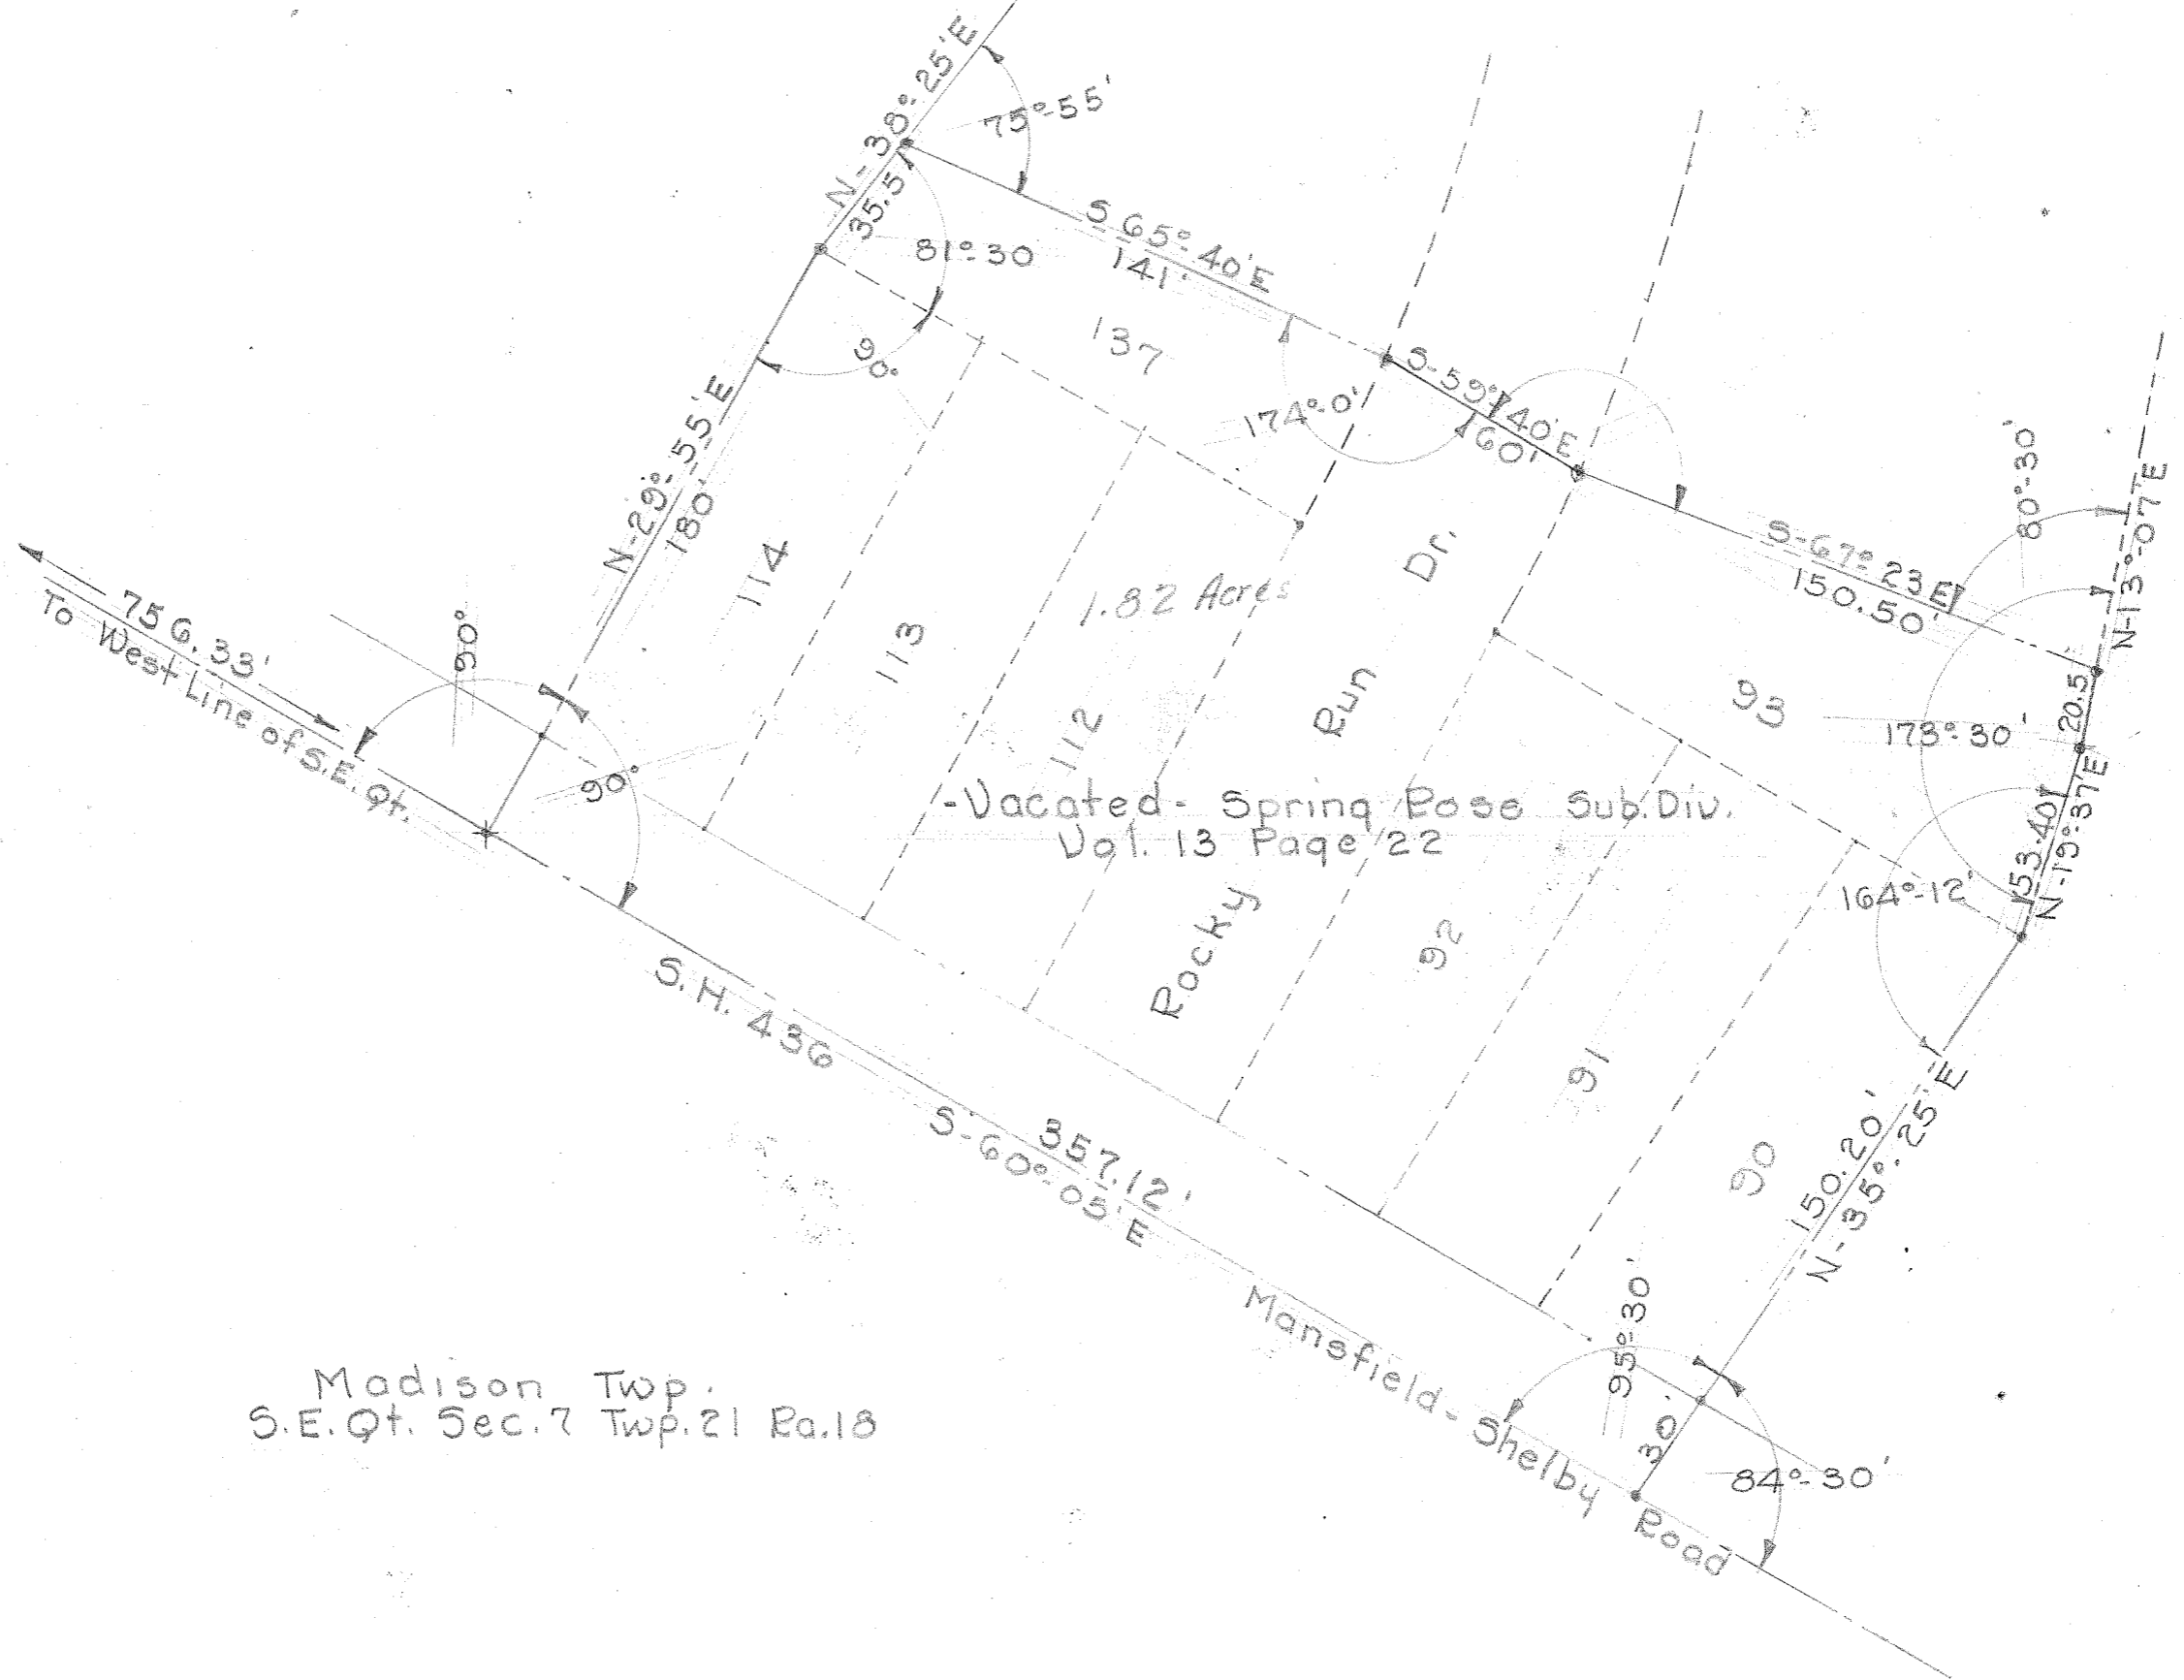 N-38°-25'E
75°-55'
35.5
81°-30
S 65°-40'E
141'
137
90°
174°-0'
S-59°-40'E
60'
N-29°-55'E
180'
114
113
1.82 Acres
112
Rocky Run Dr.
S-67°-23E
150.50'
80°-30'
N-13°-07'E
93
20.5
173°-30'
53.40'
N-19°-37'E
164°-12'
756.33'
To West Line of S.E. Qt.
90°
90°
-Vacated- Spring Rose Sub.Div.
Vol. 13 Page 22
92
91
90
150.20'
N-35°-25'E
S.H. 436
357.12'
S-60°-05'E
Mansfield-Shelby Road
95°-30'
30'
84°-30'
Madison Twp.
S.E.Qt. Sec.7 Twp.21 Ra.18